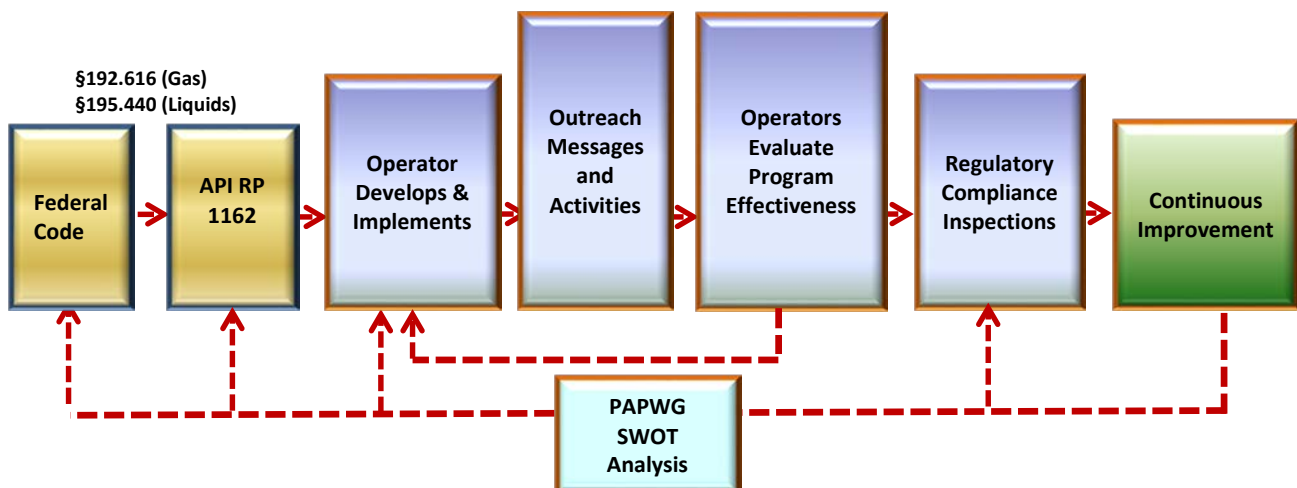 §192.616 (Gas)
§195.440 (Liquids)
Federal
Code
API RP
1162
Operator
Develops &
Implements
Outreach
Messages
and
Activities
Operators
Evaluate
Program
Effectiveness
Regulatory
Compliance
Inspections
Continuous
Improvement
PAPWG
SWOT
Analysis